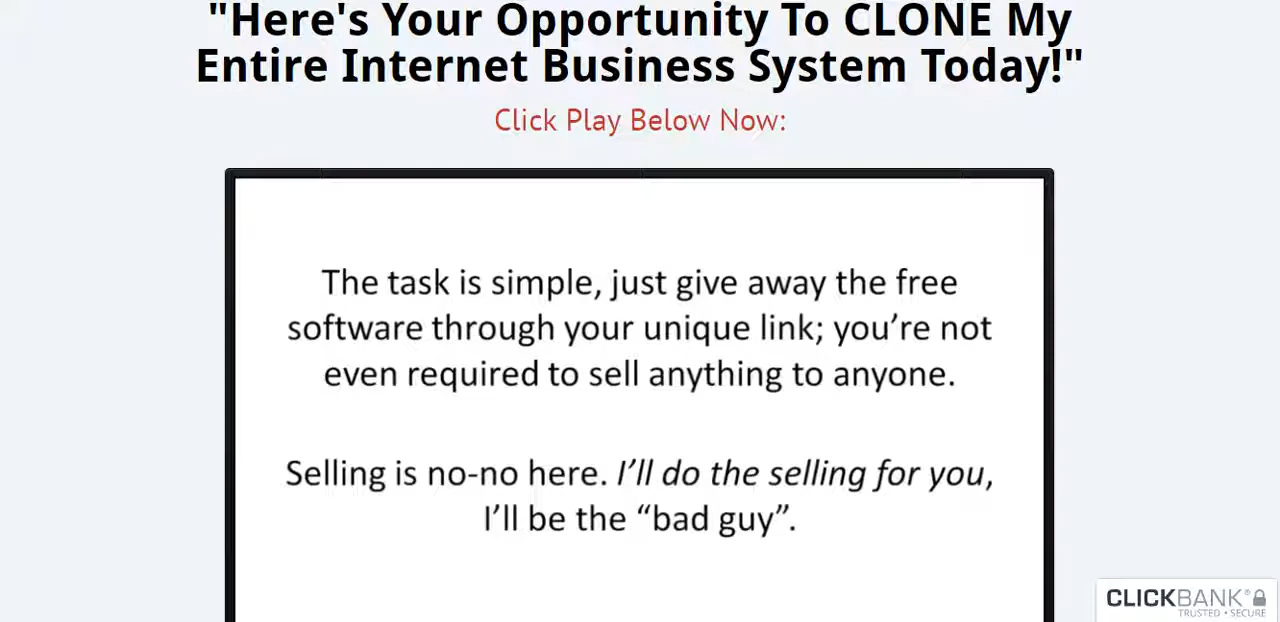 "Here's Your Opportunity To CLONE My
Entire Internet Business System Today!"
Click Play Below Now:
The task is simple, just give away the free
software through your unique link; you’re not
even required to sell anything to anyone.
Selling is no-no here. I’ll do the selling for you,
I’ll be the “bad guy”.
CLICKBANK®
TRUSTED • SECURE